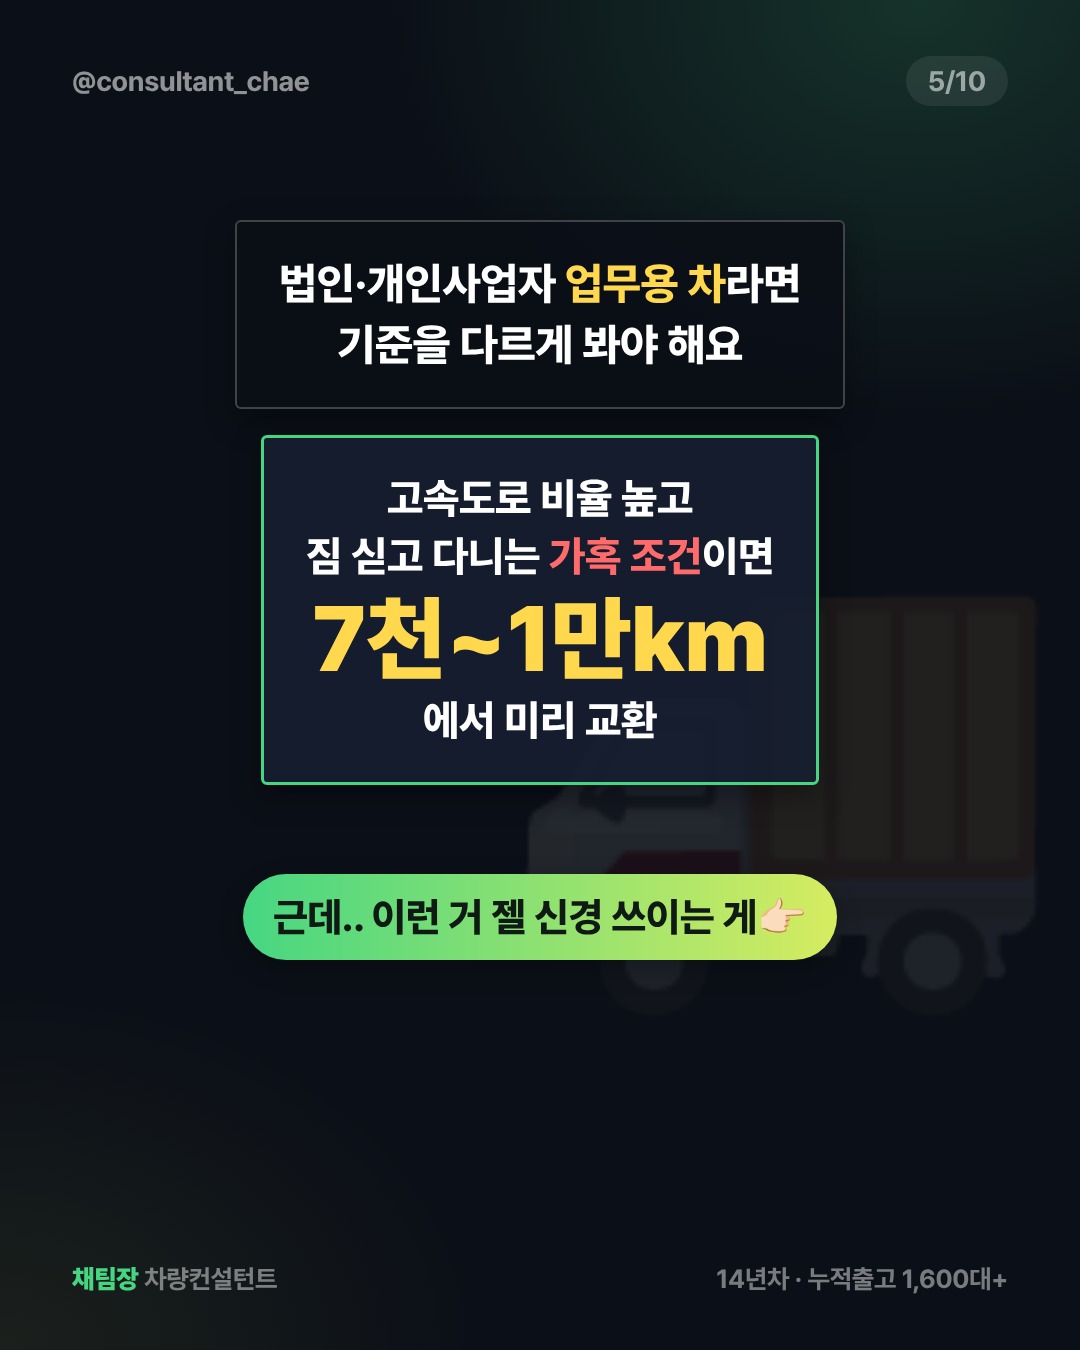 @consultant_chae
5/10
법인·개인사업자 업무용 차라면
기준을 다르게 봐야 해요
고속도로 비율 높고
짐 싣고 다니는 가혹 조건이면
7천~1만km
에서 미리 교환
근데.. 이런 거 젤 신경 쓰이는 게👉🏻
채팀장 차량컨설턴트
14년차 · 누적출고 1,600대+